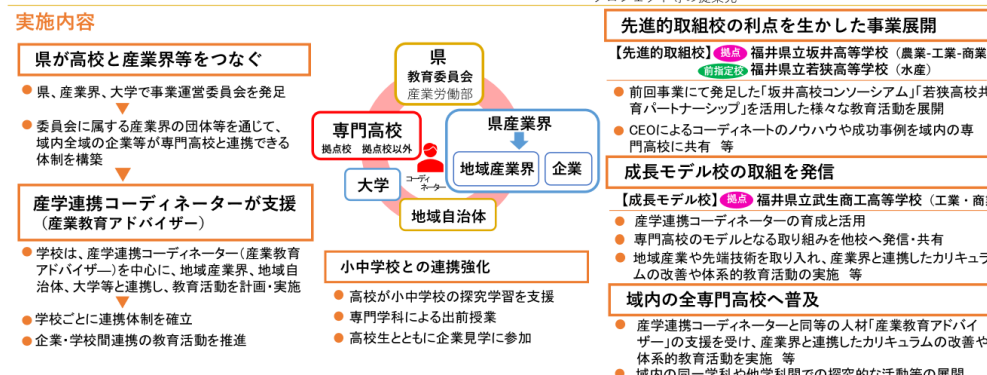 実施内容
県が高校と産業界等をつなぐ
● 県、産業界、大学で事業運営委員会を発足
● 委員会に属する産業界の団体等を通じて、
域内全域の企業等が専門高校と連携できる
体制を構築
産学連携コーディネーターが支援
（産業教育アドバイザー）
● 学校は、産学連携コーディネーター（産業教育
アドバイザー）を中心に、地域産業界、地域自
治体、大学等と連携し、教育活動を計画・実施
● 学校ごとに連携体制を確立
● 企業・学校間連携の教育活動を推進
県
教育委員会
産業労働部
専門高校
拠点校 拠点校以外
県産業界
地域産業界
企業
大学
コーディ
ネーター
地域自治体
小中学校との連携強化
● 高校が小中学校の探究学習を支援
● 専門学科による出前授業
● 高校生とともに企業見学に参加
先進的取組校の利点を生かした事業展開
【先進的取組校】 拠点 福井県立坂井高等学校（農業-工業-商業
前指定校 福井県立若狭高等学校（水産）
● 前回事業にて発足した「坂井高校コンソーシアム」「若狭高校共
育パートナーシップ」を活用した様々な教育活動を展開
● CEOによるコーディネートのノウハウや成功事例を域内の専
門高校に共有 等
成長モデル校の取組を発信
【成長モデル校】 拠点 福井県立武生商工高等学校（工業・商
● 産学連携コーディネーターの育成と活用
● 専門高校のモデルとなる取り組みを他校へ発信・共有
● 地域産業や先端技術を取り入れ、産業界と連携したカリキュラ
ムの改善や体系的教育活動の実施 等
域内の全専門高校へ普及
● 産学連携コーディネーターと同等の人材「産業教育アドバイ
ザー」の支援を受け、産業界と連携したカリキュラムの改善や
体系的教育活動を実施 等
● 域内の同一学科や他学科間での探究的な活動等の展開